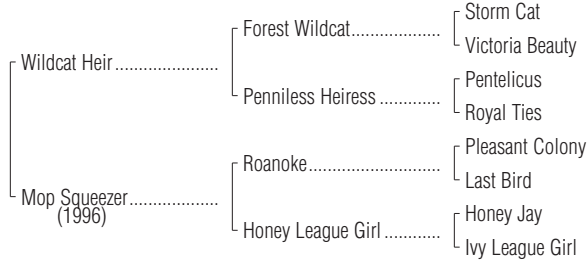 Storm Cat
Forest Wildcat...................
Victoria Beauty
Wildcat Heir......................
Pentelicus
Penniless Heiress .............
Royal Ties
Pleasant Colony
Roanoke............................
Last Bird
Mop Squeezer...................
(1996)
Honey Jay
Honey League Girl ............
Ivy League Girl